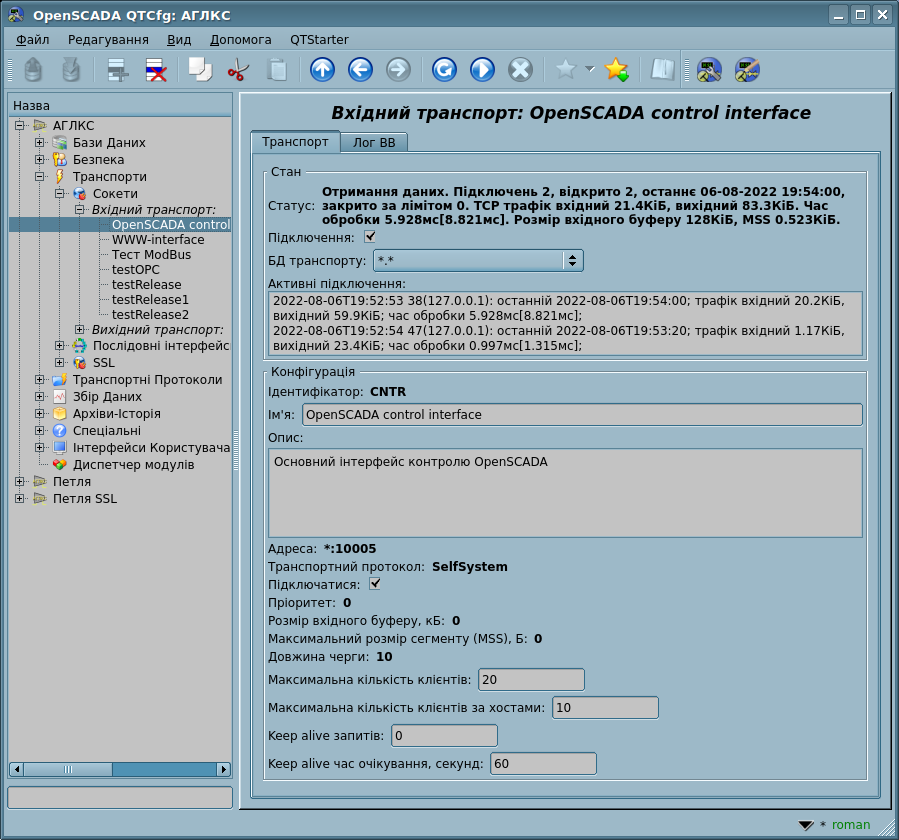 OpenSCADA QTCfg: АГЛКС
Файл Редагування Вид Допомога QTStarter
Назва
АГЛКС
Бази Даних
Безпека
Транспорти
Сокети
Вхідний транспорт:
OpenSCADA control
WWW-interface
Тест ModBus
testOPC
testRelease
testRelease1
testRelease2
Вихідний транспорт:
Послідовні інтерфейс
SSL
Транспортні Протоколи
Збір Даних
Архіви-Історія
Спеціальні
Інтерфейси Користувача
Диспетчер модулів
Петля
Петля SSL
Вхідний транспорт: OpenSCADA control interface
Транспорт Лог ВВ
Стан
Статус: Отримання даних. Підключень 2, відкрито 2, останнє 06-08-2022 19:54:00,
закрито за лімітом 0. TCP трафік вхідний 21.4КіБ, вихідний 83.3КіБ. Час
обробки 5.928мс[8.821мс]. Розмір вхідного буферу 128КіБ, MSS 0.523КіБ.
Підключення:
БД транспорту: *.*
Активні підключення:
2022-08-06T19:52:53 38(127.0.0.1): останній 2022-08-06T19:54:00; трафік вхідний 20.2КіБ,
вихідний 59.9КіБ; час обробки 5.928мс[8.821мс];
2022-08-06T19:52:54 47(127.0.0.1): останній 2022-08-06T19:53:20; трафік вхідний 1.17КіБ,
вихідний 23.4КіБ; час обробки 0.997мс[1.315мс];
Конфігурація
Ідентифікатор: CNTR
Ім'я: OpenSCADA control interface
Опис:
Основний інтерфейс контролю OpenSCADA
Адреса: *:10005
Транспортний протокол: SelfSystem
Підключатися:
Пріоритет: 0
Розмір вхідного буферу, кБ: 0
Максимальний розмір сегменту (MSS), Б: 0
Довжина черги: 10
Максимальна кількість клієнтів: 20
Максимальна кількість клієнтів за хостами: 10
Keep alive запитів: 0
Keep alive час очікування, секунд: 60
* roman